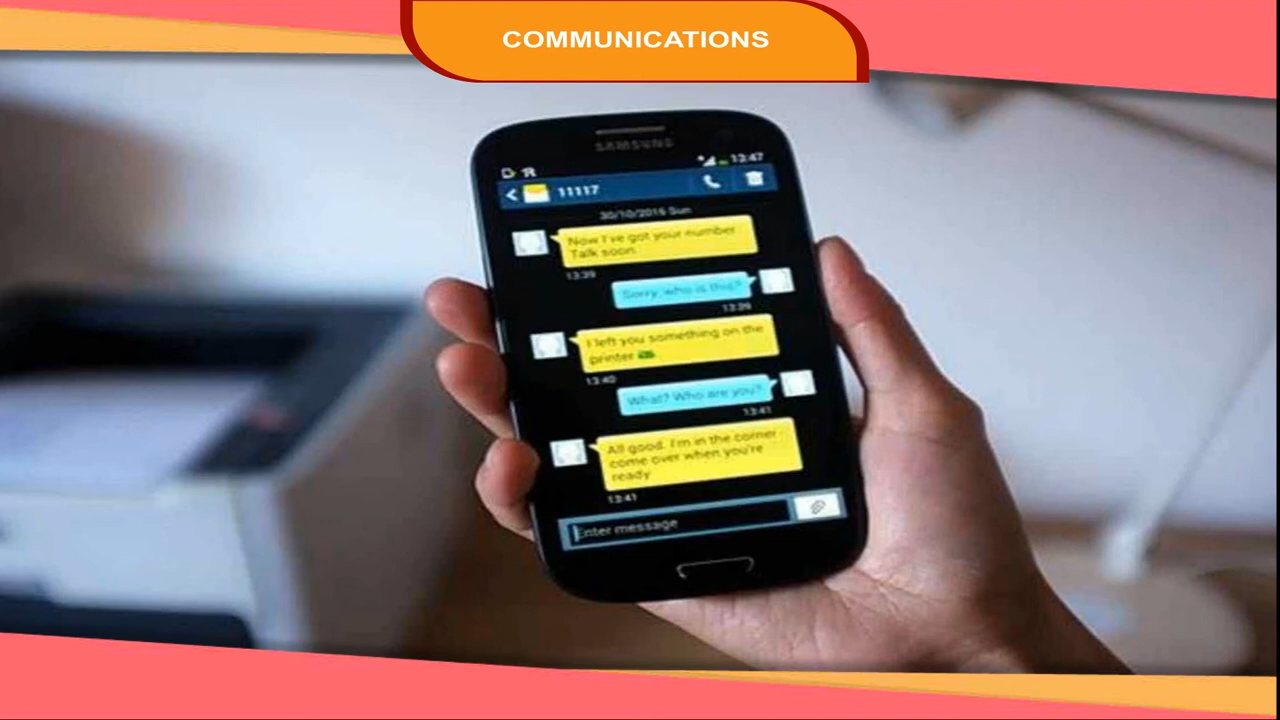 COMMUNICATIONS
SAMSUNG
13:47
11117
30/10/2016 Sun
Now I've got your number
Talk soon
13:39
Sorry, who is this?
13:39
I left you something on the
printer
13:40
What? Who are you?
13:41
All good. I'm in the corner
come over when you're
ready
13:41
Enter message